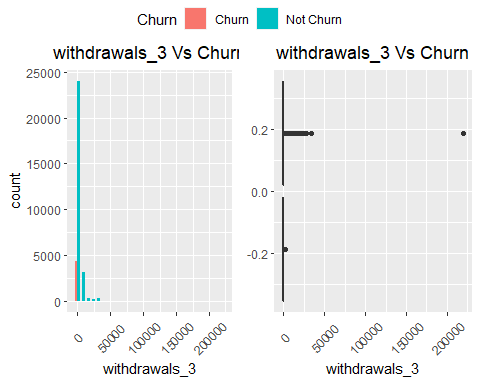 Churn Churn Not Churn
withdrawals_3 Vs Churn
25000
20000
15000
10000
5000
0
count
0 50000 100000 150000 200000
withdrawals_3
withdrawals_3 Vs Churn
0.2
0.0
-0.2
0 50000 100000 150000 200000
withdrawals_3